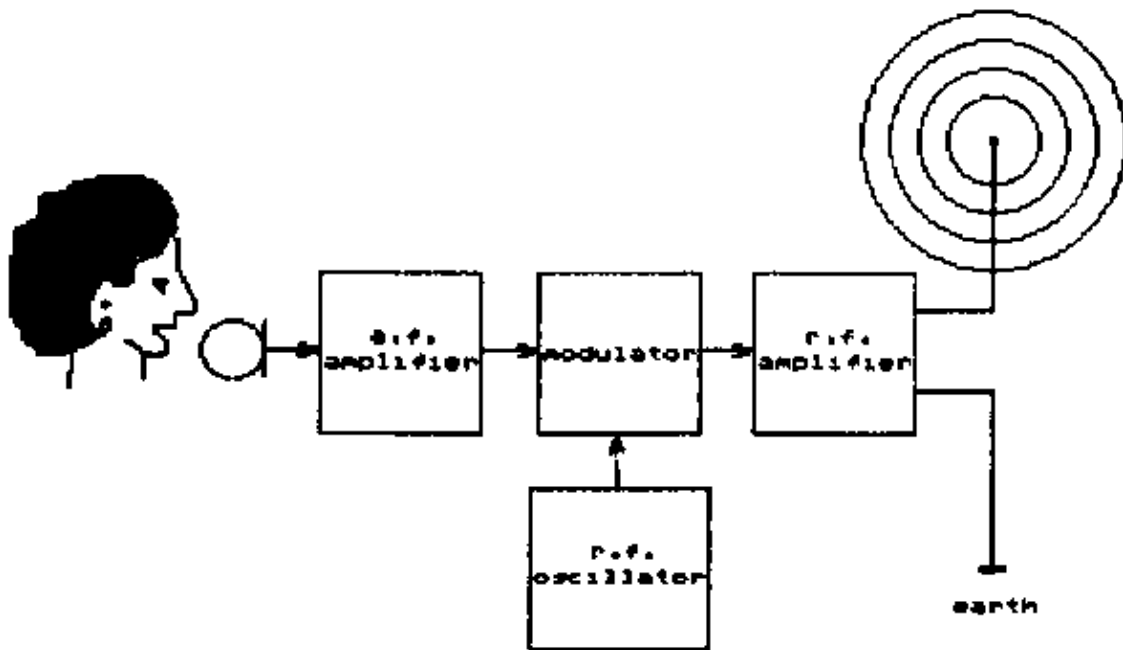 a.f.
amplifier
modulator
r.f.
amplifier
r.f.
oscillator
earth